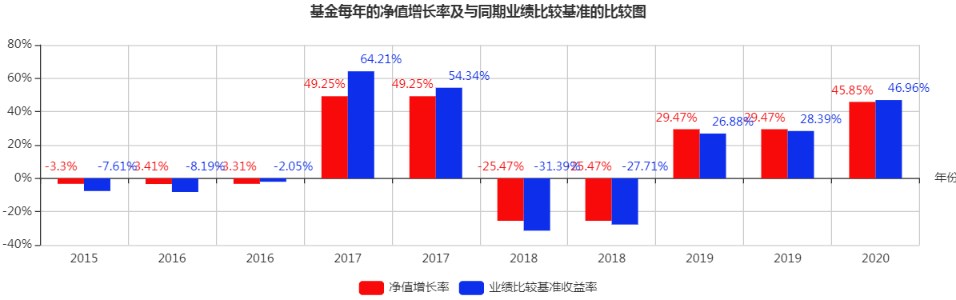 基金每年的净值增长率及与同期业绩比较基准的比较图
80%
60%
40%
20%
0%
-20%
-40%
-3.3% -7.61% -3.41% -8.19% -3.31% -2.05% 49.25% 64.21% 49.25% 54.34% -25.47% -31.39% -25.47% -27.71% 29.47% 26.88% 29.47% 28.39% 45.85% 46.96%
年份
2015 2016 2016 2017 2017 2018 2018 2019 2019 2020
净值增长率 业绩比较基准收益率